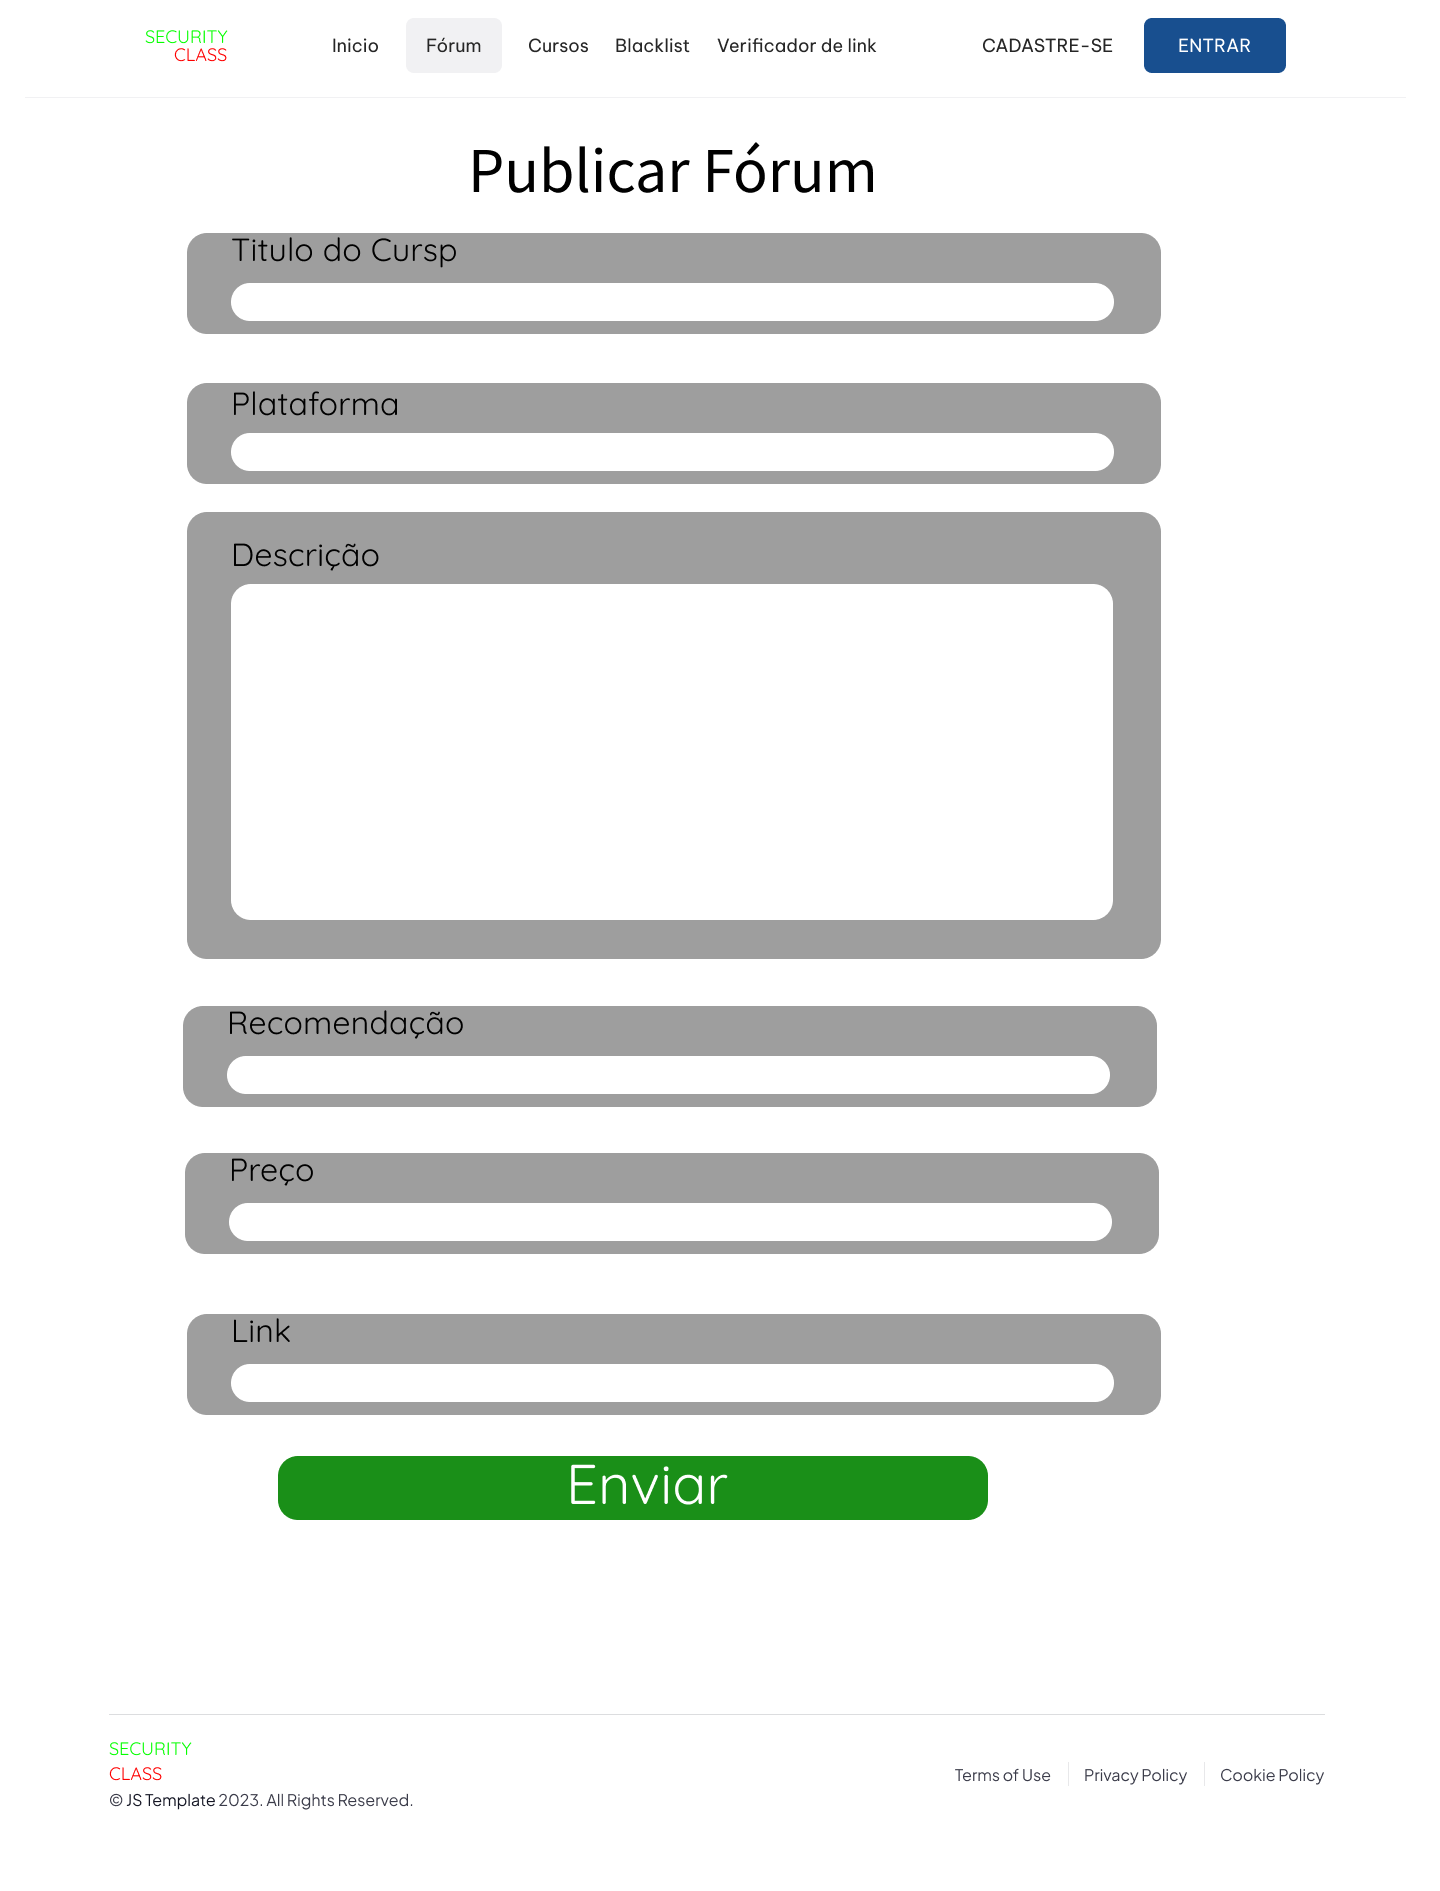 SECURITY
CLASS
Inicio Fórum Cursos Blacklist Verificador de link CADASTRE-SE ENTRAR
Publicar Fórum
Titulo do Cursp
Plataforma
Descrição
Recomendação
Preço
Link
Enviar
SECURITY
CLASS
© JS Template 2023. All Rights Reserved.
Terms of Use Privacy Policy Cookie Policy